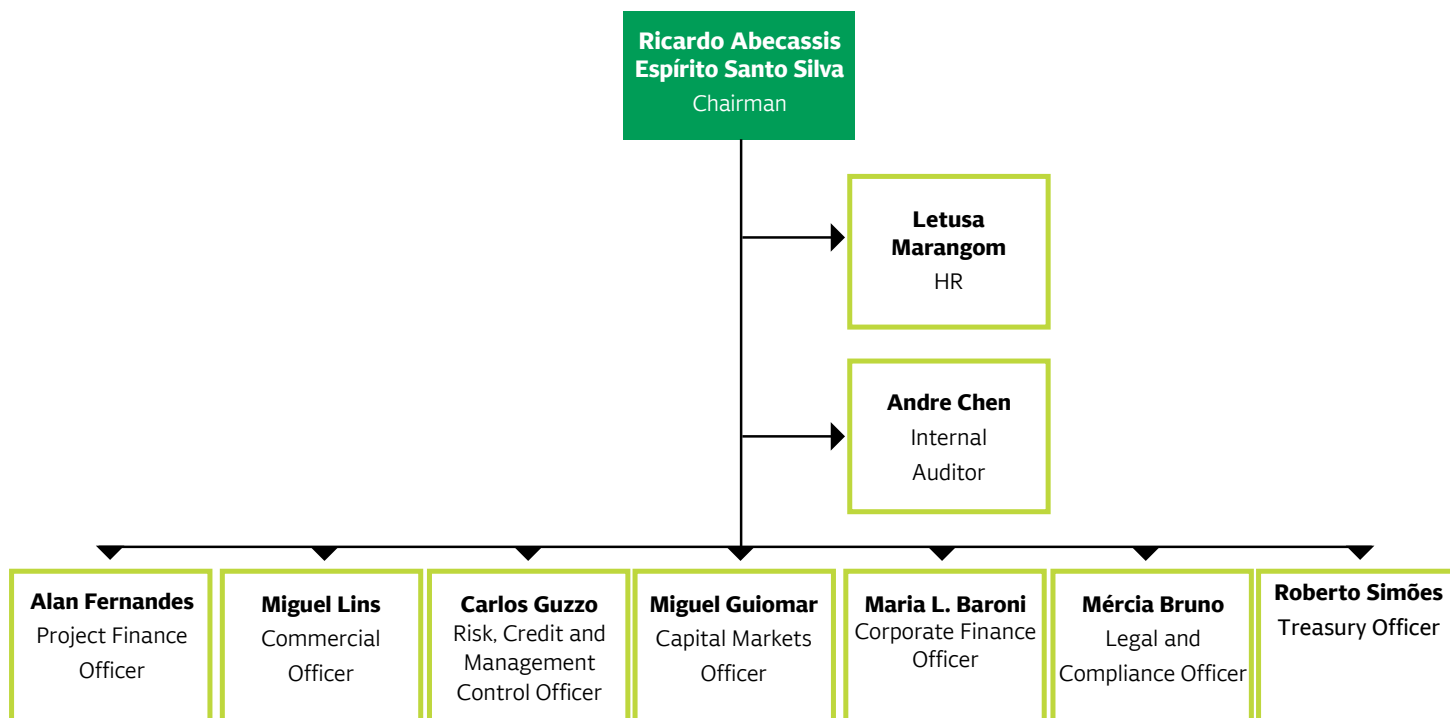 Ricardo Abecassis
Espírito Santo Silva
Chairman
Letusa
Marangom
HR
Andre Chen
Internal
Auditor
Alan Fernandes
Project Finance
Officer
Miguel Lins
Commercial
Officer
Carlos Guzzo
Risk, Credit and
Management
Control Officer
Miguel Guiomar
Capital Markets
Officer
Maria L. Baroni
Corporate Finance
Officer
Mércia Bruno
Legal and
Compliance Officer
Roberto Simões
Treasury Officer